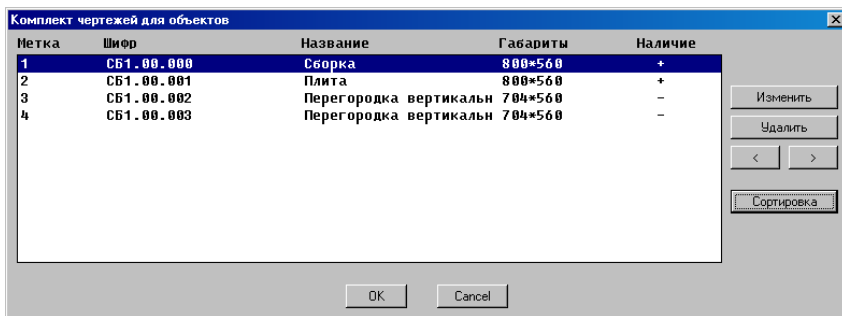 Комплект чертежей для объектов
Метка Шифр Название Габариты Наличие
1 СБ1.00.000 Сборка 800*560 +
2 СБ1.00.001 Плита 800*560 +
3 СБ1.00.002 Перегородка вертикальн 704*560 -
4 СБ1.00.003 Перегородка вертикальн 704*560 -
Изменить
Удалить
< >
Сортировка
OK Cancel